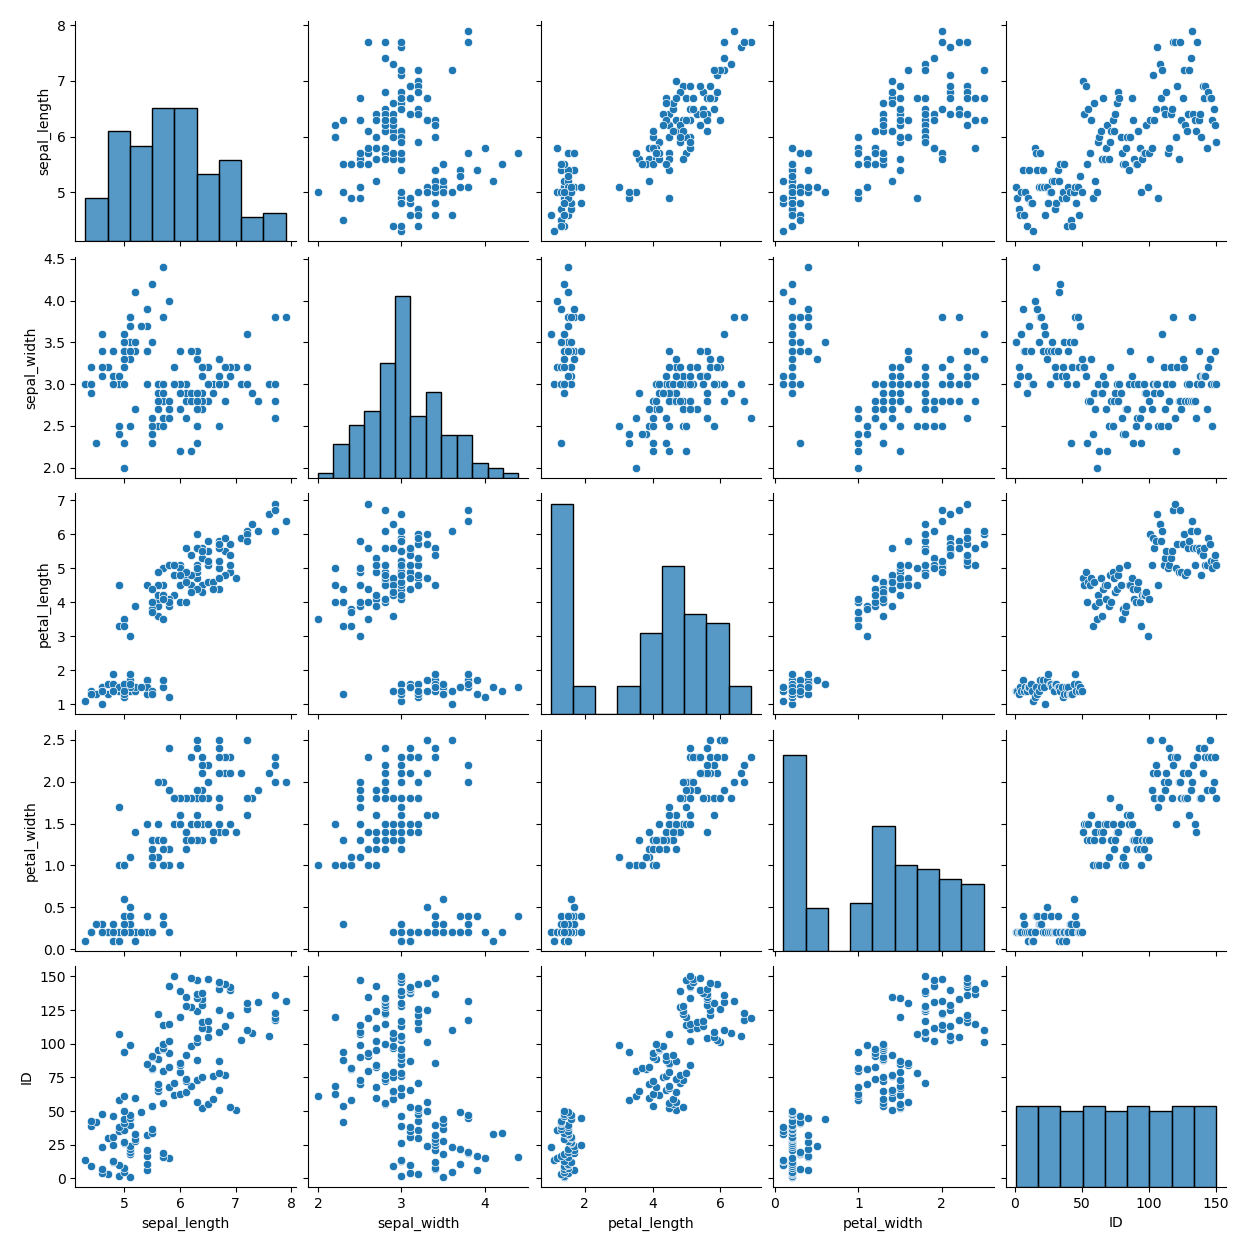 8
7
6
5
sepal_length
4.5
4.0
3.5
3.0
2.5
2.0
sepal_width
7
6
5
4
3
2
1
petal_length
2.5
2.0
1.5
1.0
0.5
0.0
petal_width
150
125
100
75
50
25
0
ID
5 6 7 8
2 3 4
2 4 6
0 1 2
0 50 100 150
sepal_length sepal_width petal_length petal_width ID